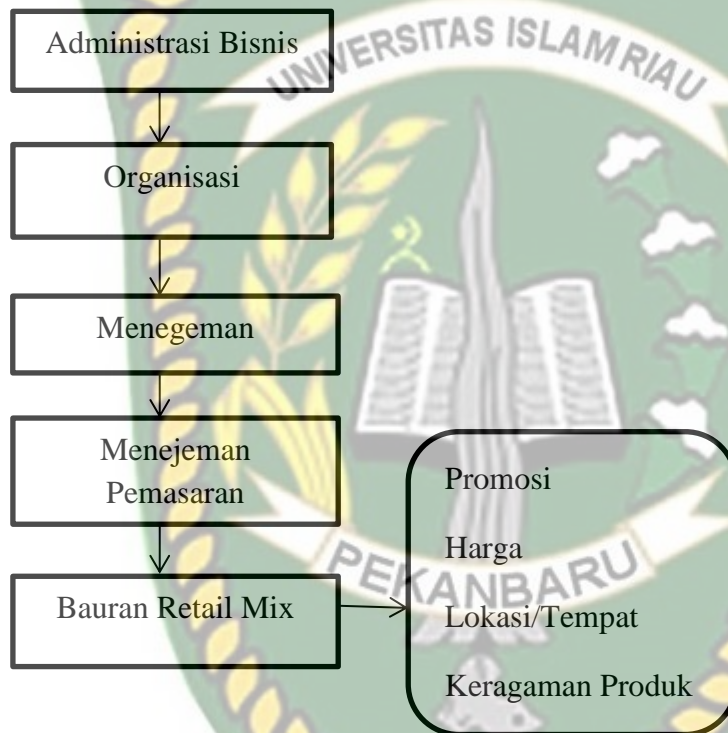 UNIVERSITAS ISLAM RIAU
Administrasi Bisnis
Organisasi
Menegeman
Menejeman
Pemasaran
Bauran Retail Mix
Promosi
Harga
Lokasi/Tempat
Keragaman Produk
PEKANBARU